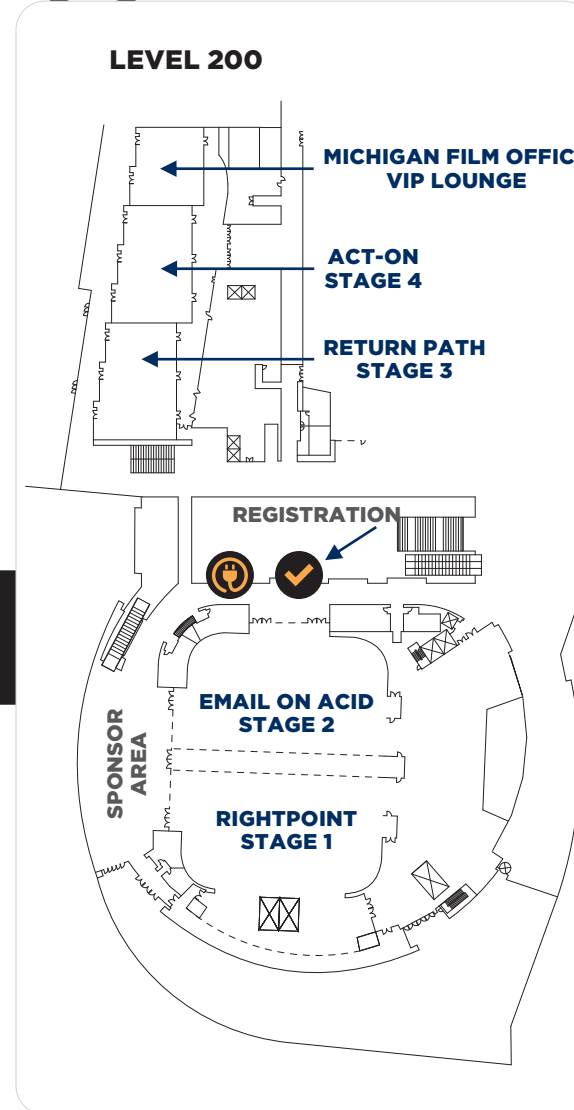 LEVEL 200
MICHIGAN FILM OFFIC
VIP LOUNGE
ACT-ON
STAGE 4
RETURN PATH
STAGE 3
REGISTRATION
EMAIL ON ACID
STAGE 2
SPONSOR
AREA
RIGHTPOINT
STAGE 1